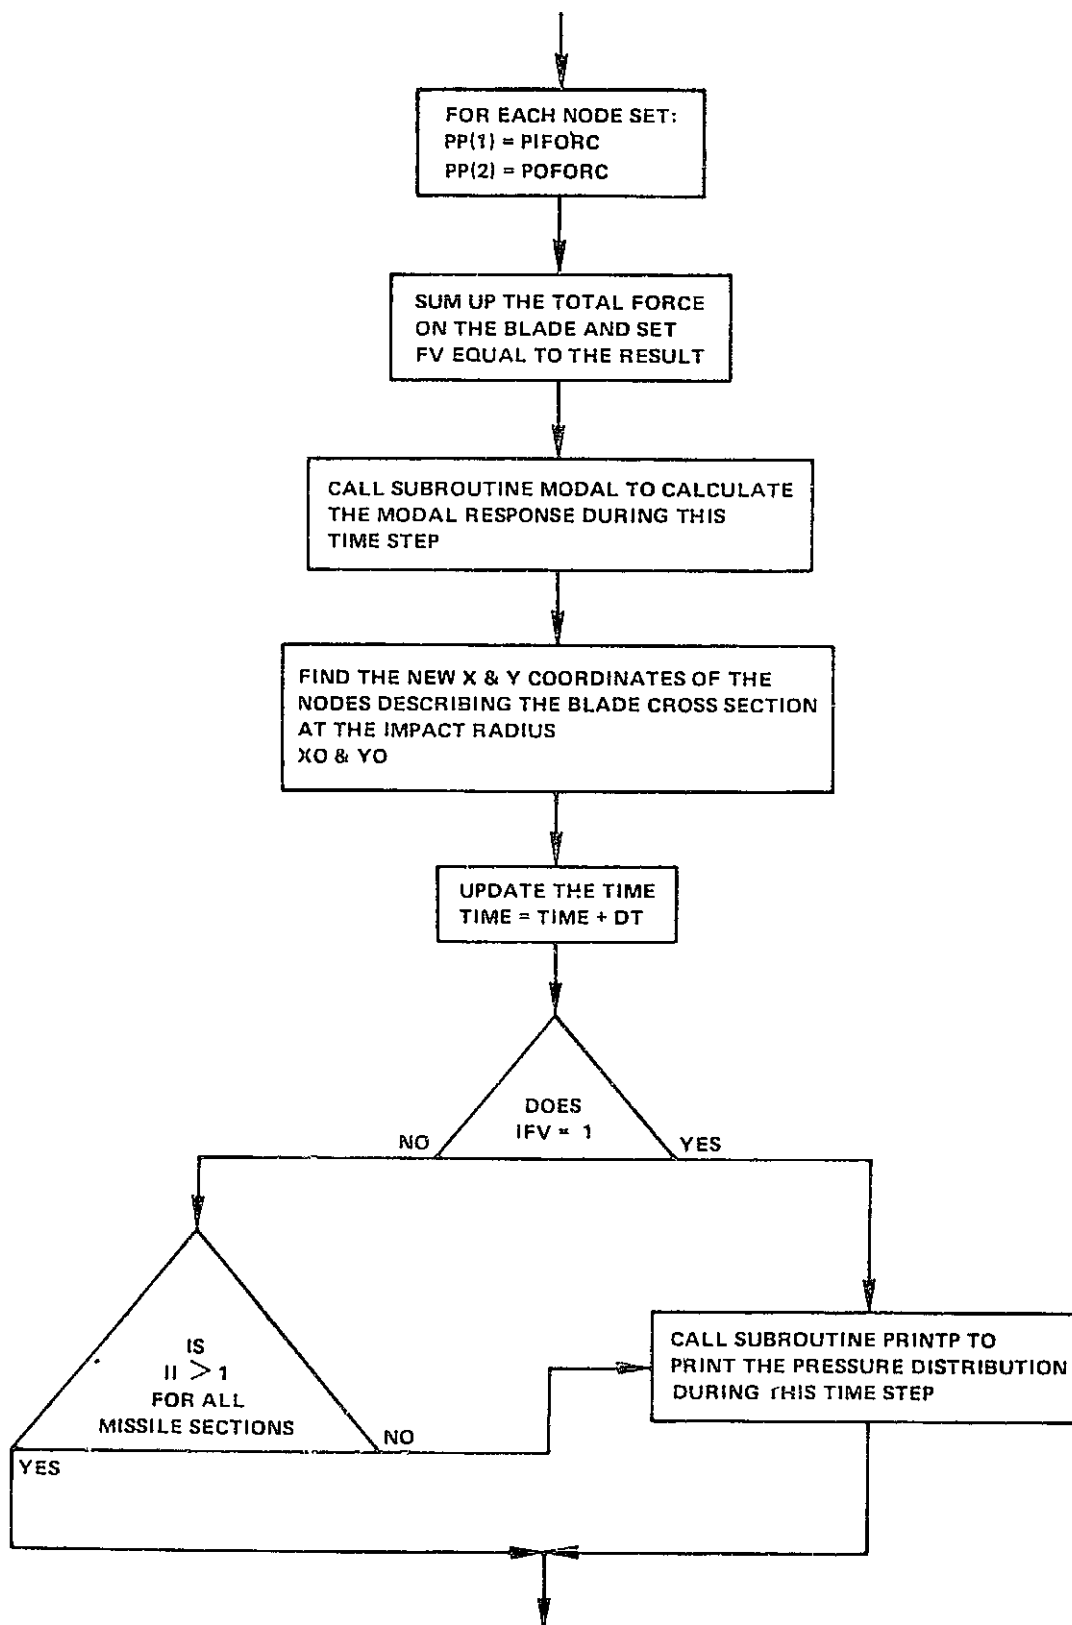 FOR EACH NODE SET:
PP(1) = PIFORC
PP(2) = POFORC
SUM UP THE TOTAL FORCE
ON THE BLADE AND SET
FV EQUAL TO THE RESULT
CALL SUBROUTINE MODAL TO CALCULATE
THE MODAL RESPONSE DURING THIS
TIME STEP
FIND THE NEW X & Y COORDINATES OF THE
NODES DESCRIBING THE BLADE CROSS SECTION
AT THE IMPACT RADIUS
XO & YO
UPDATE THE TIME
TIME = TIME + DT
DOES
IFV = 1
NO
YES
IS
II > 1
FOR ALL
MISSILE SECTIONS
NO
YES
CALL SUBROUTINE PRINTP TO
PRINT THE PRESSURE DISTRIBUTION
DURING THIS TIME STEP